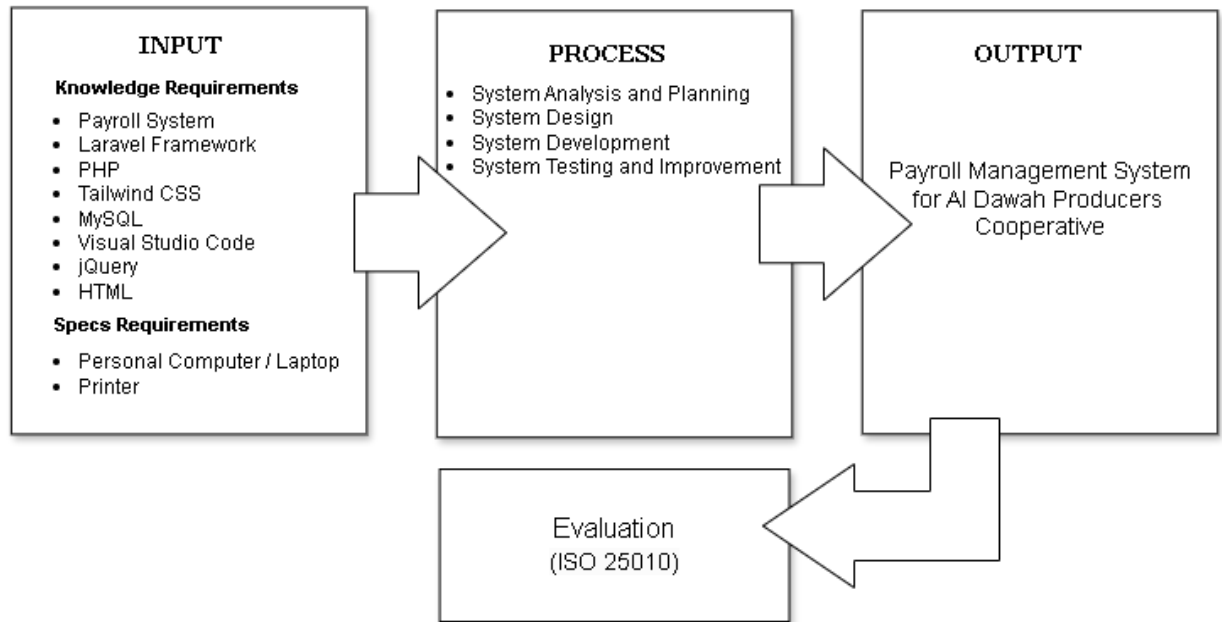 INPUT
Knowledge Requirements
• Payroll System
• Laravel Framework
• PHP
• Tailwind CSS
• MySQL
• Visual Studio Code
• jQuery
• HTML
Specs Requirements
• Personal Computer / Laptop
• Printer
PROCESS
• System Analysis and Planning
• System Design
• System Development
• System Testing and Improvement
OUTPUT
Payroll Management System
for Al Dawah Producers
Cooperative
Evaluation
(ISO 25010)